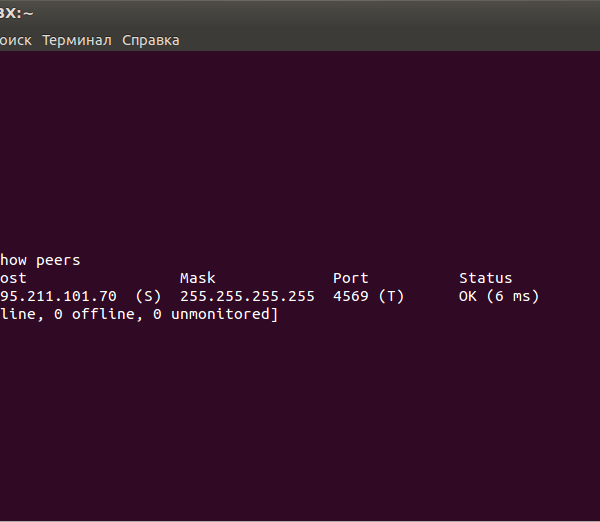 BX:~
оиск Терминал Справка
how peers
ost Mask Port Status
95.211.101.70 (S) 255.255.255.255 4569 (T) OK (6 ms)
line, 0 offline, 0 unmonitored]